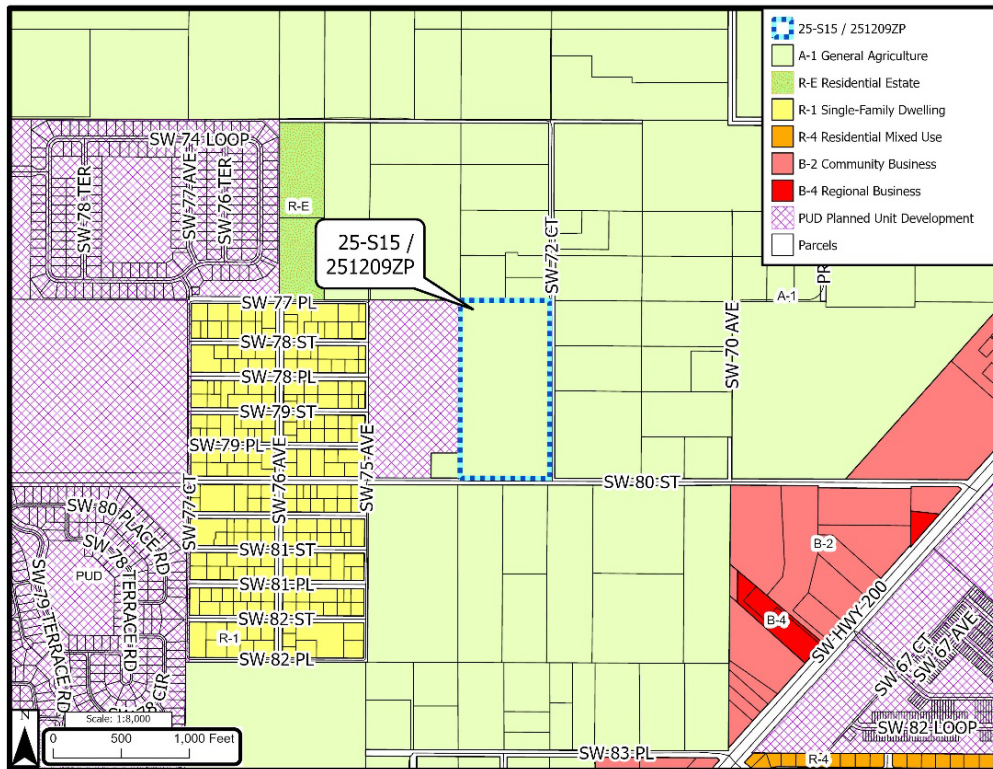 25-S15 / 251209ZP
A-1 General Agriculture
R-E Residential Estate
R-1 Single-Family Dwelling
R-4 Residential Mixed Use
B-2 Community Business
B-4 Regional Business
PUD Planned Unit Development
Parcels
SW 74 LOOP
SW 78 TER
SW 77 AVE
SW 76 TER
R-E
25-S15 /
251209ZP
SW 72 CT
PR
A-1
SW 77 PL
SW 78 ST
SW 78 PL
SW 79 ST
SW 79 PL
SW 76 AVE
SW 75 AVE
SW 70 AVE
SW 80 ST
SW 77 CT
SW 80 PLACE RD
SW 78 TERRACE RD
SW 79 TERRACE RD
PUD
SW 81 ST
SW 81 PL
SW 82 ST
R-1
SW 82 PL
78 CIR
B-2
B-4
SW HWY 200
SW 67 CT
SW 67 AVE
SW 82 LOOP
SW 83 PL
R-4
N
Scale: 1:8,000
0 500 1,000 Feet